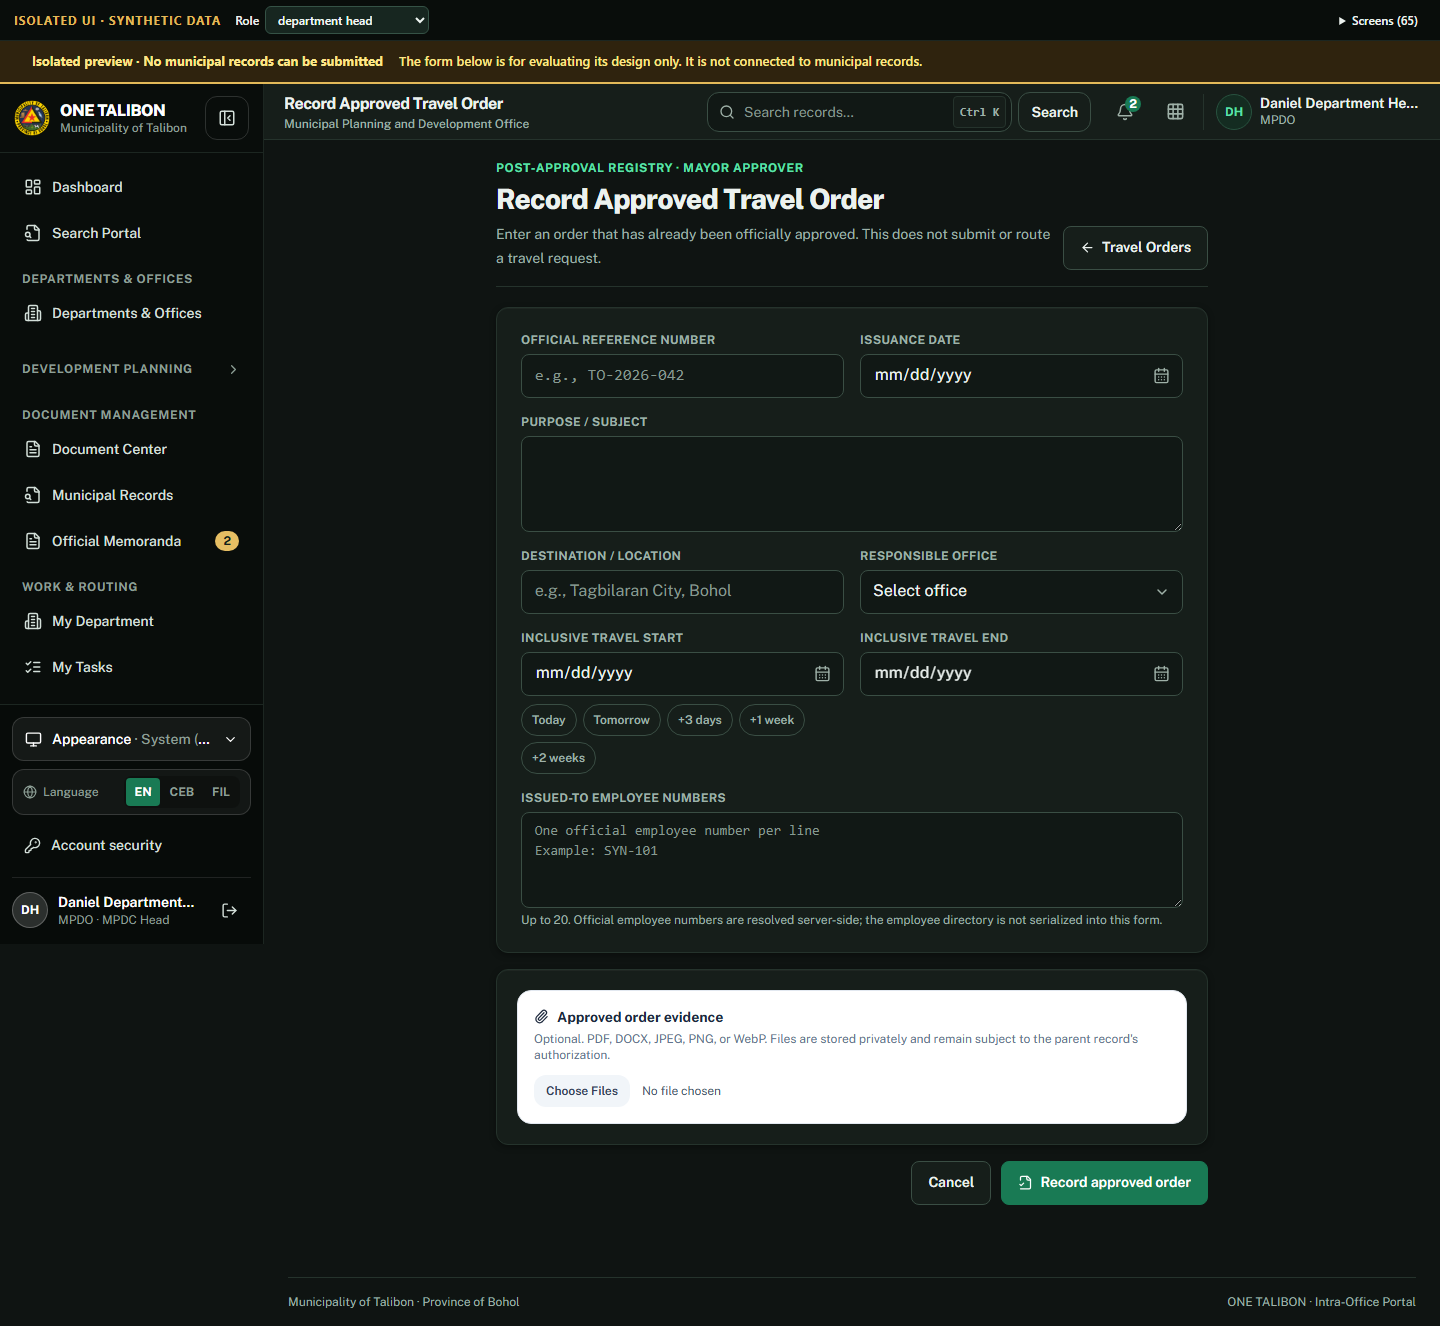 ISOLATED UI · SYNTHETIC DATA
Role
department head
Screens (65)
Isolated preview · No municipal records can be submitted
The form below is for evaluating its design only. It is not connected to municipal records.
ONE TALIBON
Municipality of Talibon
Record Approved Travel Order
Municipal Planning and Development Office
Search records...
Ctrl K
Search
2
DH
Daniel Department He...
MPDO
Dashboard
Search Portal
DEPARTMENTS & OFFICES
Departments & Offices
DEVELOPMENT PLANNING
DOCUMENT MANAGEMENT
Document Center
Municipal Records
Official Memoranda
2
WORK & ROUTING
My Department
My Tasks
Appearance · System (...
Language
EN
CEB
FIL
Account security
DH
Daniel Department...
MPDO · MPDC Head
POST-APPROVAL REGISTRY · MAYOR APPROVER
Record Approved Travel Order
Enter an order that has already been officially approved. This does not submit or route
a travel request.
Travel Orders
OFFICIAL REFERENCE NUMBER
e.g., TO-2026-042
ISSUANCE DATE
mm/dd/yyyy
PURPOSE / SUBJECT
DESTINATION / LOCATION
e.g., Tagbilaran City, Bohol
RESPONSIBLE OFFICE
Select office
INCLUSIVE TRAVEL START
mm/dd/yyyy
INCLUSIVE TRAVEL END
mm/dd/yyyy
Today
Tomorrow
+3 days
+1 week
+2 weeks
ISSUED-TO EMPLOYEE NUMBERS
One official employee number per line
Example: SYN-101
Up to 20. Official employee numbers are resolved server-side; the employee directory is not serialized into this form.
Approved order evidence
Optional. PDF, DOCX, JPEG, PNG, or WebP. Files are stored privately and remain subject to the parent record's
authorization.
Choose Files
No file chosen
Cancel
Record approved order
Municipality of Talibon · Province of Bohol
ONE TALIBON · Intra-Office Portal